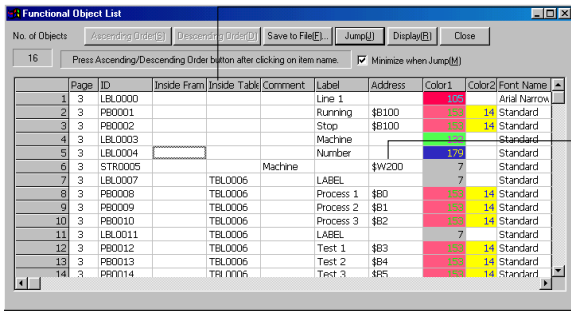 Functional Object List
No. of Objects Ascending Order(S) Descending Order(D) Save to File(F)... Jump(J) Display(R) Close
16 Press Ascending/Descending Order button after clicking on item name. Minimize when Jump(M)
Page ID Inside Fram Inside Table Comment Label Address Color1 Color2 Font Name
1 3 LBL0000 Line 1 105 Arial Narrow
2 3 PB0001 Running $B100 14 Standard
3 3 PB0002 Stop $B100 14 Standard
4 3 LBL0003 Machine Standard
5 3 LBL0004 Number 179 Standard
6 3 STR0005 Machine $W200 7 Standard
7 3 LBL0007 TBL0006 LABEL 7 Standard
8 3 PB0008 TBL0006 Process 1 $B0 14 Standard
9 3 PB0009 TBL0006 Process 2 $B1 14 Standard
10 3 PB0010 TBL0006 Process 3 $B2 14 Standard
11 3 LBL0011 TBL0006 LABEL 7 Standard
12 3 PB0012 TBL0006 Test 1 $B3 14 Standard
13 3 PB0013 TBL0006 Test 2 $B4 14 Standard
14 3 PB0014 TBL0006 Test 3 $B5 14 Standard